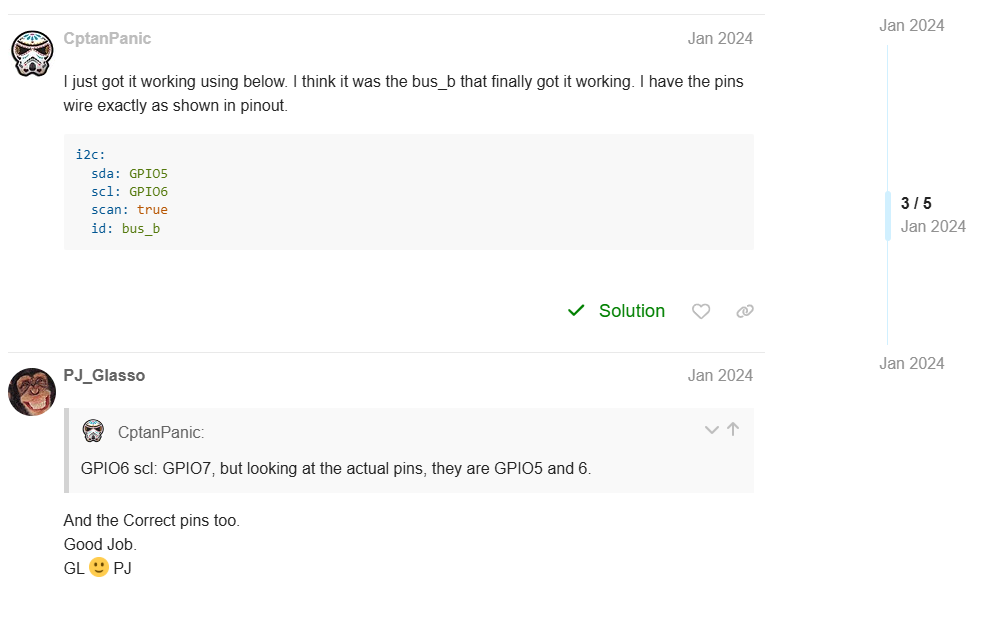 Jan 2024
CptanPanic
Jan 2024
I just got it working using below. I think it was the bus_b that finally got it working. I have the pins
wire exactly as shown in pinout.
i2c:
  sda: GPIO5
  scl: GPIO6
  scan: true
  id: bus_b
3 / 5
Jan 2024
Solution
Jan 2024
PJ_Glasso
Jan 2024
CptanPanic:
GPIO6 scl: GPIO7, but looking at the actual pins, they are GPIO5 and 6.
And the Correct pins too.
Good Job.
GL 🙂 PJ